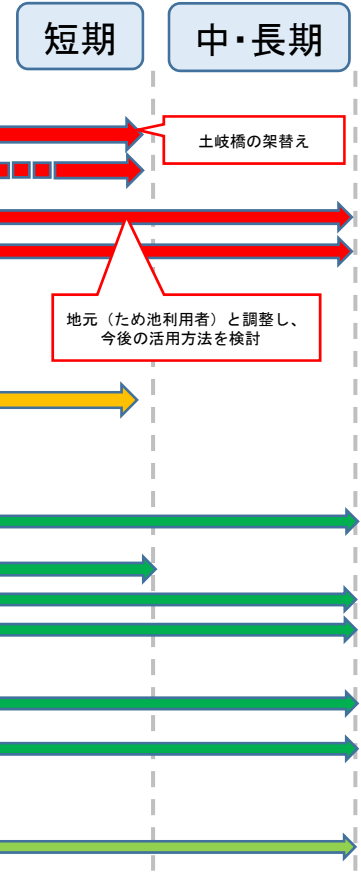 短期
中・長期
土岐橋の架替え
地元（ため池利用者）と調整し、
今後の活用方法を検討